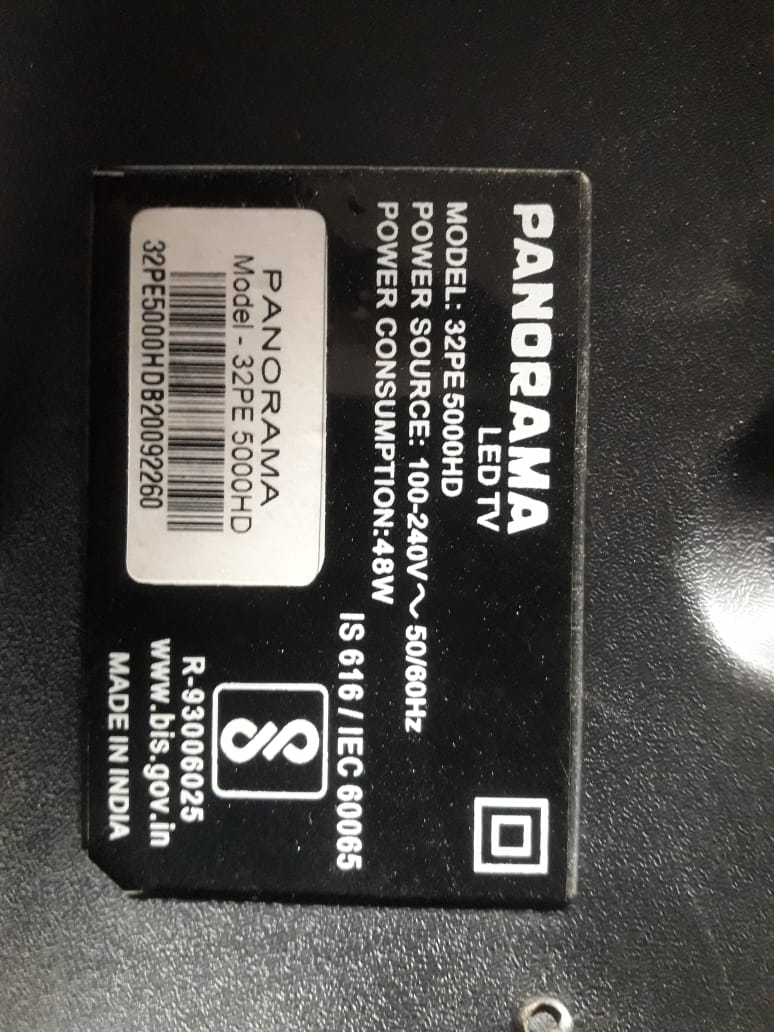 PANORAMA
LED TV
MODEL: 32PE5000HD
POWER SOURCE: 100-240V~ 50/60Hz
POWER CONSUMPTION:48W
IS 616 / IEC 60065
R-93006025
www.bis.gov.in
MADE IN INDIA
PANORAMA
Model - 32PE 5000HD
32PE5000HDB20092260